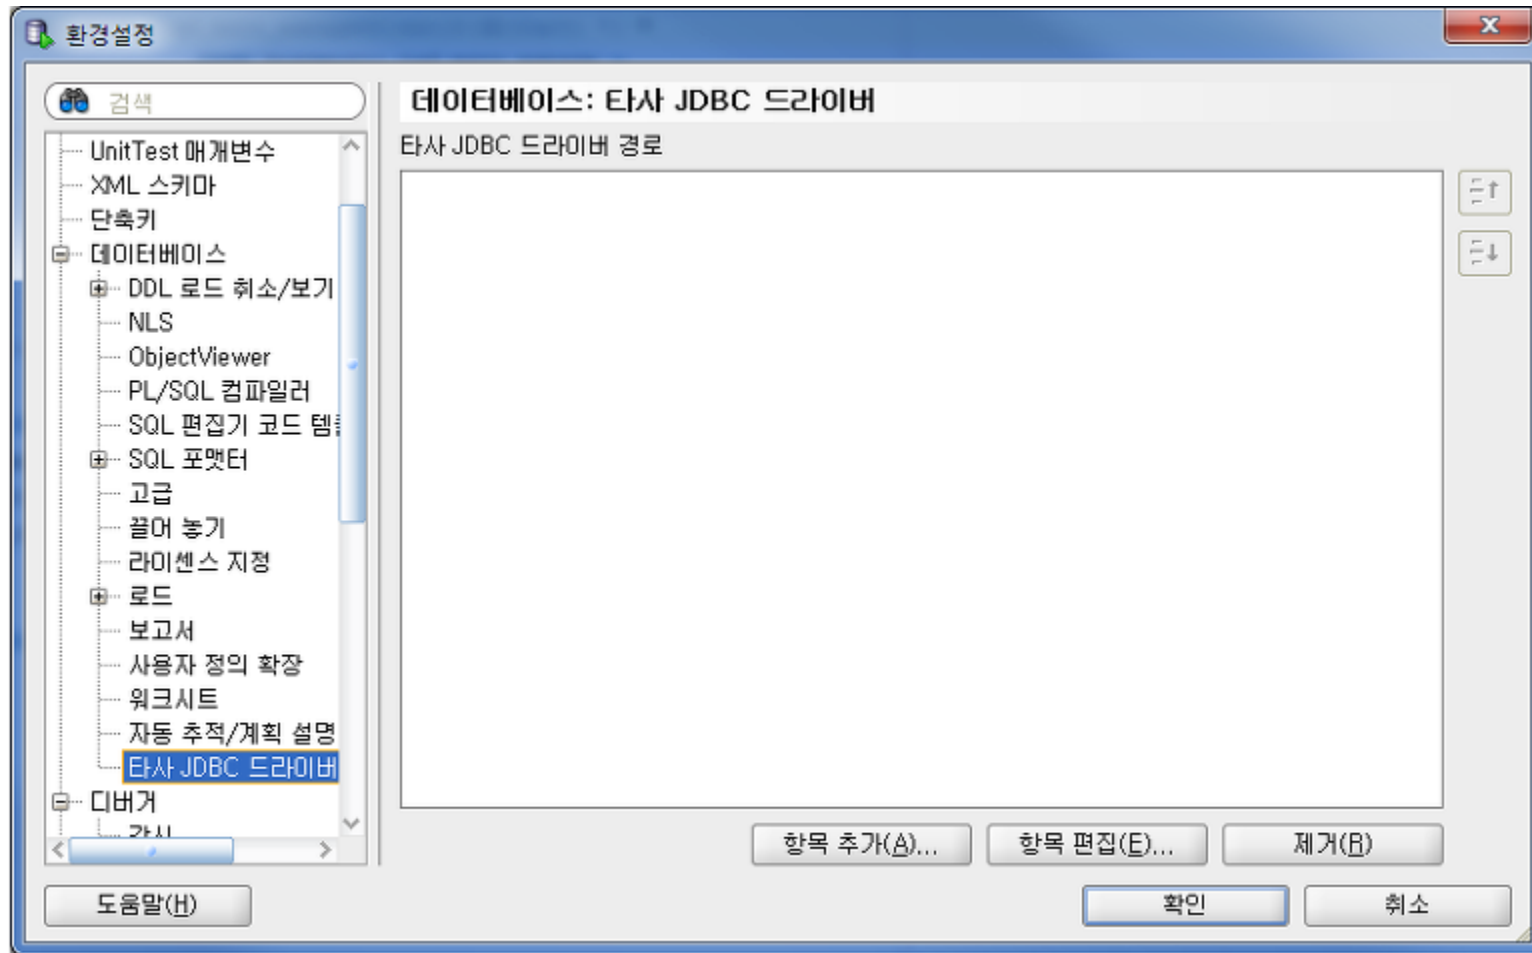 환경설정
검색
UnitTest 매개변수
XML 스키마
단축키
데이터베이스
DDL 로드 취소/보기
NLS
ObjectViewer
PL/SQL 컴파일러
SQL 편집기 코드 템
SQL 포맷터
고급
끌어 놓기
라이센스 지정
로드
보고서
사용자 정의 확장
워크시트
자동 추적/계획 설명
타사 JDBC 드라이버
디버거
데이터베이스: 타사 JDBC 드라이버
타사 JDBC 드라이버 경로
항목 추가(A)... 항목 편집(E)... 제거(R)
도움말(H) 확인 취소